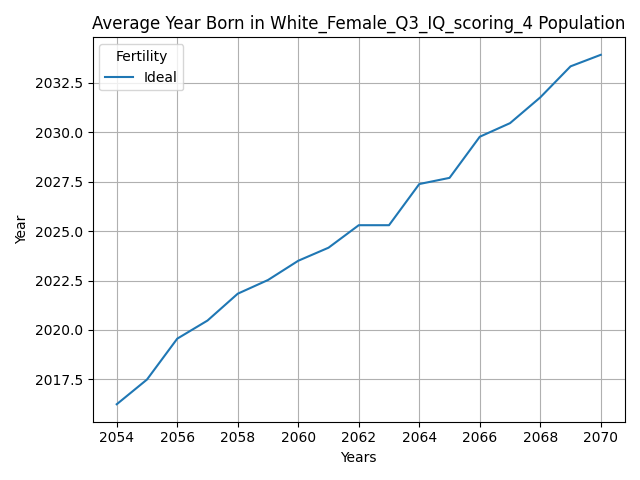 Average Year Born in White_Female_Q3_IQ_scoring_4 Population
Fertility
Ideal
2032.5
2030.0
2027.5
2025.0
2022.5
2020.0
2017.5
Year
2054 2056 2058 2060 2062 2064 2066 2068 2070
Years